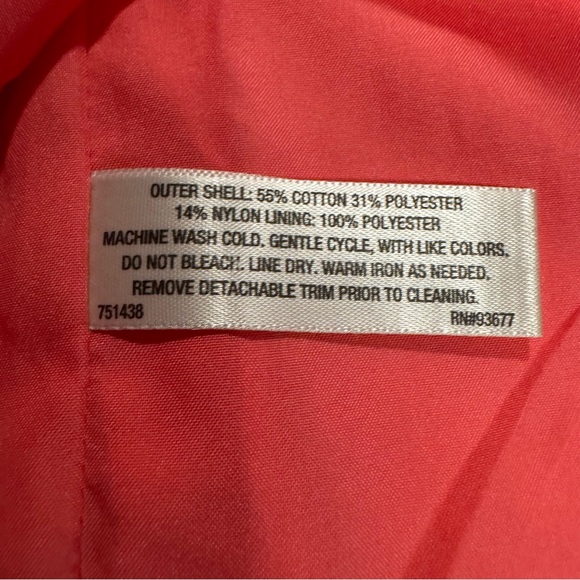 OUTER SHELL: 55% COTTON 31% POLYESTER
14% NYLON LINING: 100% POLYESTER
MACHINE WASH COLD. GENTLE CYCLE, WITH LIKE COLORS.
DO NOT BLEACH. LINE DRY. WARM IRON AS NEEDED.
REMOVE DETACHABLE TRIM PRIOR TO CLEANING.
751438 RN#93677